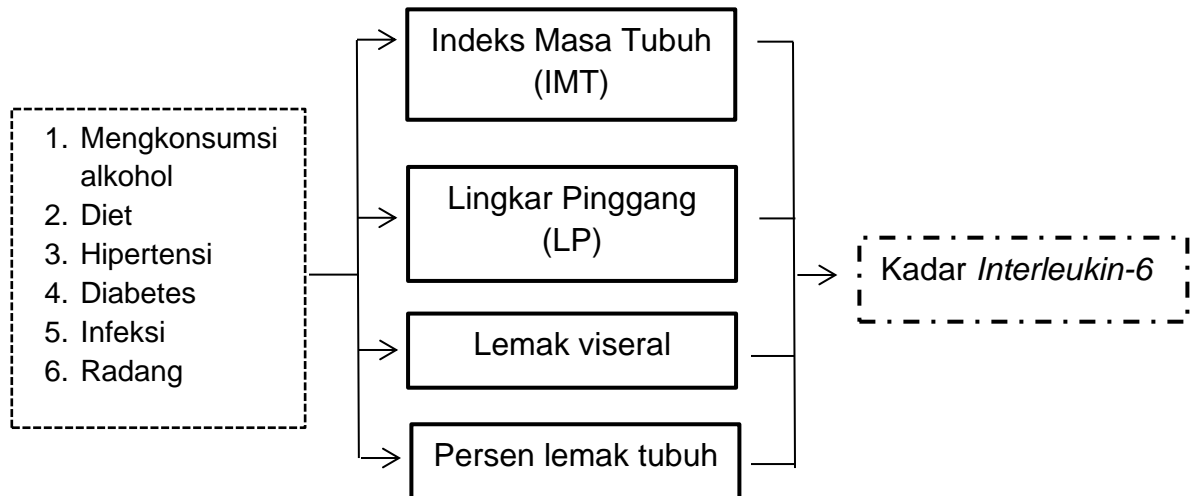 1. Mengkonsumsi
alkohol
2. Diet
3. Hipertensi
4. Diabetes
5. Infeksi
6. Radang
Indeks Masa Tubuh
(IMT)
Lingkar Pinggang
(LP)
Lemak viseral
Persen lemak tubuh
Kadar Interleukin-6